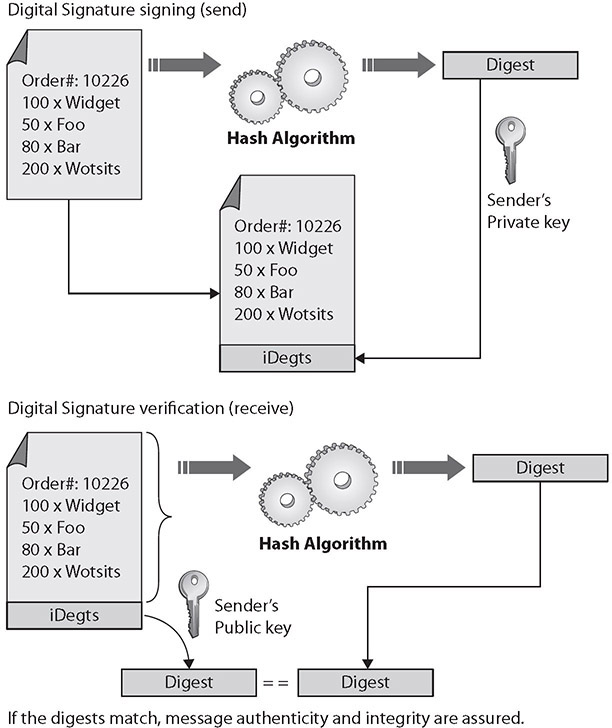 Digital Signature signing (send)
Order#: 10226
100 x Widget
50 x Foo
80 x Bar
200 x Wotsits
Hash Algorithm
Digest
Sender's
Private key
Order#: 10226
100 x Widget
50 x Foo
80 x Bar
200 x Wotsits
iDegts
Digital Signature verification (receive)
Order#: 10226
100 x Widget
50 x Foo
80 x Bar
200 x Wotsits
iDegts
Hash Algorithm
Digest
Sender's
Public key
Digest
==
Digest
If the digests match, message authenticity and integrity are assured.